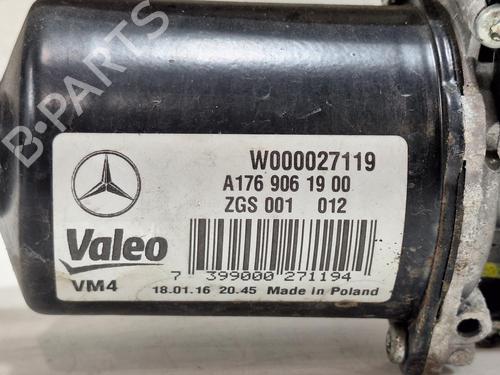 B-PARTS
W000027119
A176 906 19 00
ZGS 001 012
Valeo
7 399000 271194
VM4 18.01.16 20.45 Made in Poland